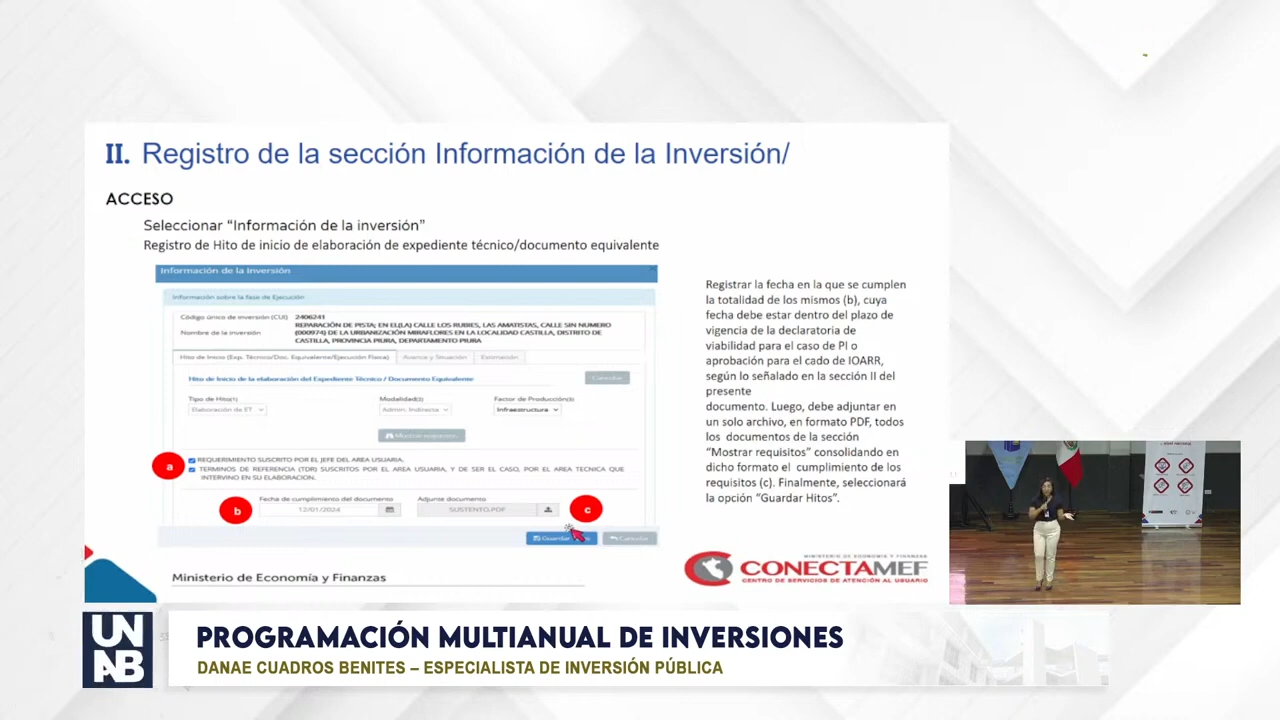 II. Registro de la sección Información de la Inversión/
ACCESO
Seleccionar “Información de la inversión”
Registro de Hito de inicio de elaboración de expediente técnico/documento equivalente
Información de la Inversión
Información sobre la fase de Ejecución
Código único de inversión (CUI) 2406241
Nombre de la inversión
REPARACIÓN DE PISTA; EN EL(LA) CALLE LOS RUBIES, LAS AMATISTAS, CALLE SIN NUMERO
(000974) DE LA URBANIZACIÓN MIRAFLORES EN LA LOCALIDAD CASTILLA, DISTRITO DE
CASTILLA, PROVINCIA PIURA, DEPARTAMENTO PIURA
Hito de Inicio (Exp. Técnico/Doc. Equivalente/Ejecución Física) Avance y Situación Estimación
Hito de Inicio de la elaboración del Expediente Técnico / Documento Equivalente
Cancelar
Tipo de Hito(1) Modalidad(2) Factor de Producción(3)
Elaboración de ET Admin. Indirecta Infraestructura
Mostrar requisitos
a
REQUERIMIENTO SUSCRITO POR EL JEFE DEL AREA USUARIA.
TERMINOS DE REFERENCIA (TDR) SUSCRITOS POR EL AREA USUARIA, Y DE SER EL CASO, POR EL AREA TECNICA QUE
INTERVINO EN SU ELABORACION.
Fecha de cumplimiento del documento Adjunte documento
b 12/01/2024 SUSTENTO.PDF c
Guardar Cancelar
Registrar la fecha en la que se cumplen
la totalidad de los mismos (b), cuya
fecha debe estar dentro del plazo de
vigencia de la declaratoria de
viabilidad para el caso de PI o
aprobación para el cado de IOARR,
según lo señalado en la sección II del
presente
documento. Luego, debe adjuntar en
un solo archivo, en formato PDF, todos
los documentos de la sección
“Mostrar requisitos” consolidando en
dicho formato el cumplimiento de los
requisitos (c). Finalmente, seleccionará
la opción “Guardar Hitos”.
Ministerio de Economía y Finanzas
MINISTERIO DE ECONOMÍA Y FINANZAS
CONECTAMEF
CENTRO DE SERVICIOS DE ATENCIÓN AL USUARIO
UNAB
PROGRAMACIÓN MULTIANUAL DE INVERSIONES
DANAE CUADROS BENITES – ESPECIALISTA DE INVERSIÓN PÚBLICA